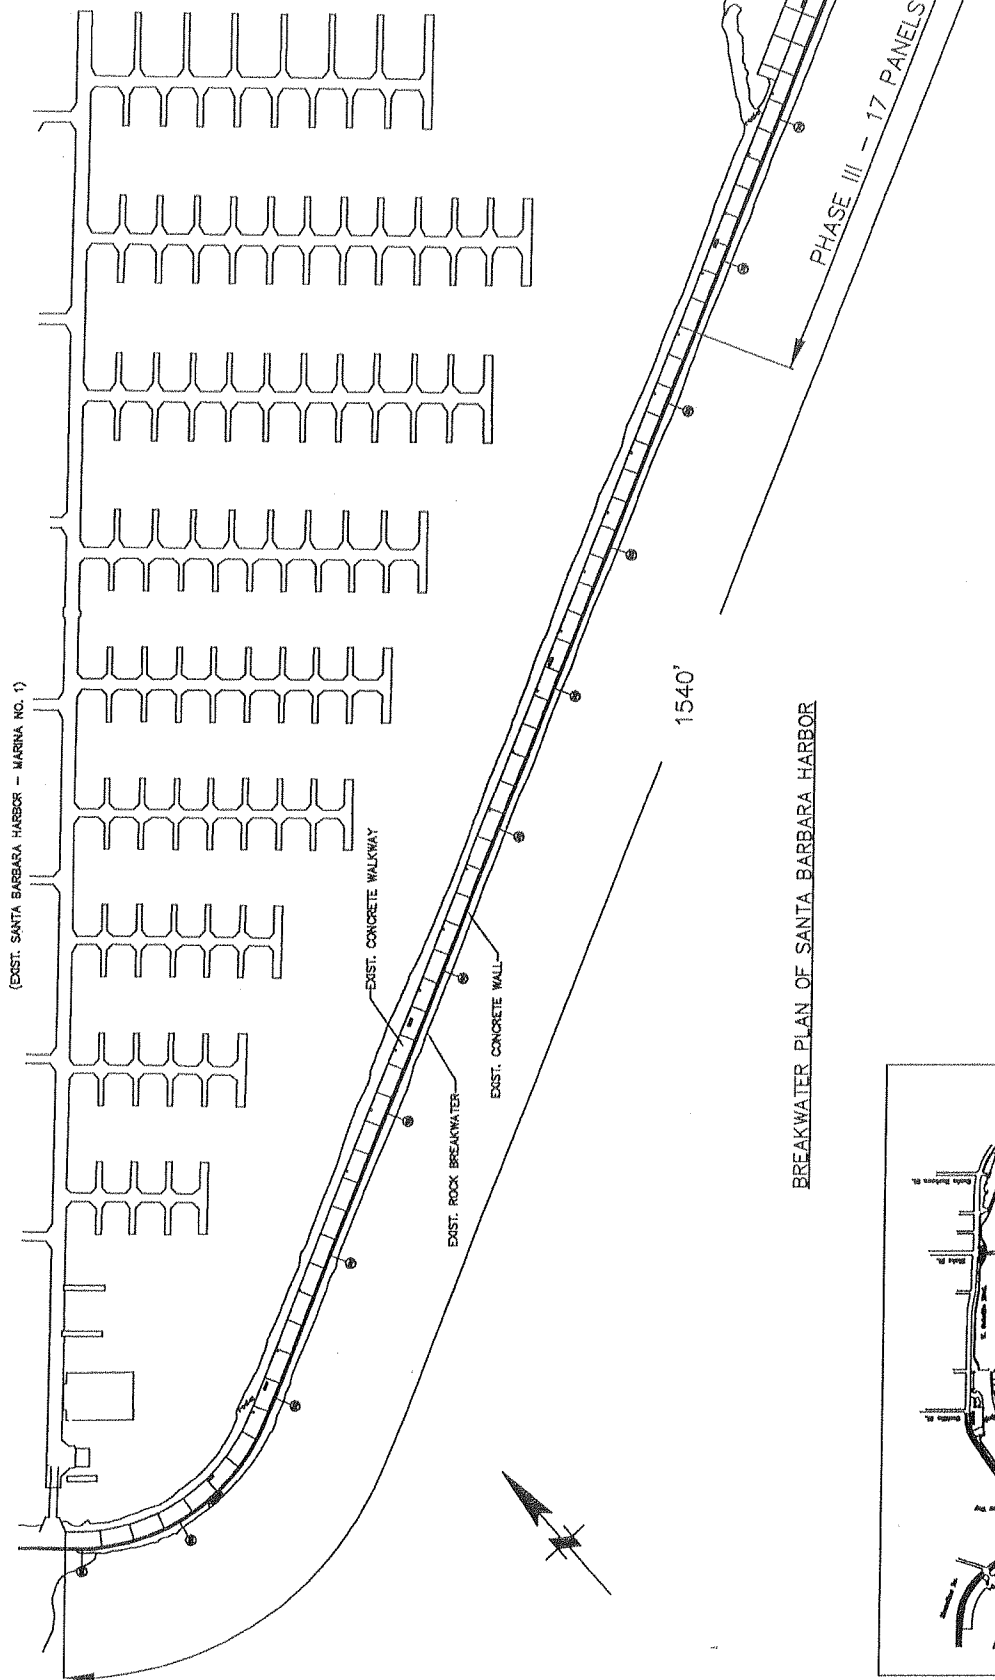 (EXIST. SANTA BARBARA HARBOR - MARINA NO. 1)
PHASE III - 17 PANELS
1540'
EXIST. CONCRETE WALKWAY
EXIST. CONCRETE WALL
EXIST. ROCK BREAKWATER
BREAKWATER PLAN OF SANTA BARBARA HARBOR